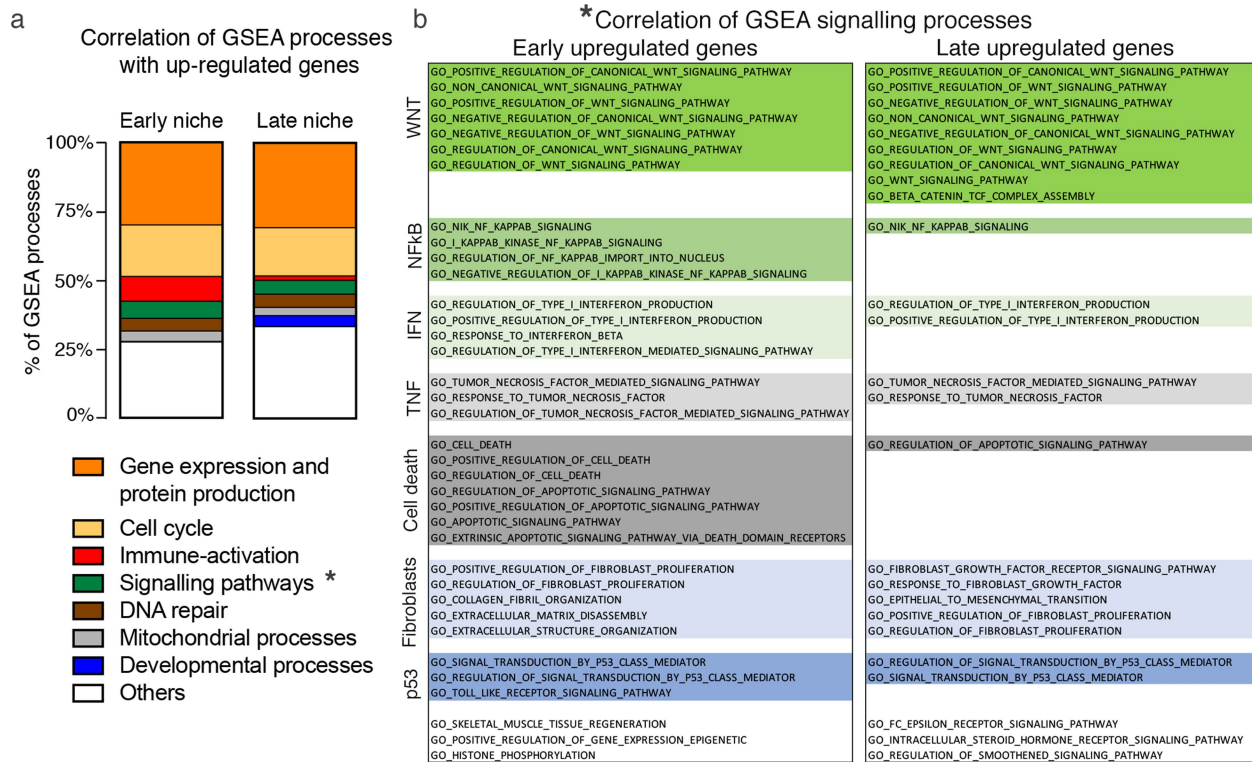 a
Correlation of GSEA processes
with up-regulated genes
Early niche
Late niche
100%
75%
50%
25%
0%
% of GSEA processes
Gene expression and
protein production
Cell cycle
Immune-activation
Signalling pathways *
DNA repair
Mitochondrial processes
Developmental processes
Others
b
*Correlation of GSEA signalling processes
Early upregulated genes
Late upregulated genes
WNT
GO_POSITIVE_REGULATION_OF_CANONICAL_WNT_SIGNALING_PATHWAY
GO_NON_CANONICAL_WNT_SIGNALING_PATHWAY
GO_POSITIVE_REGULATION_OF_WNT_SIGNALING_PATHWAY
GO_NEGATIVE_REGULATION_OF_CANONICAL_WNT_SIGNALING_PATHWAY
GO_NEGATIVE_REGULATION_OF_WNT_SIGNALING_PATHWAY
GO_REGULATION_OF_CANONICAL_WNT_SIGNALING_PATHWAY
GO_REGULATION_OF_WNT_SIGNALING_PATHWAY
GO_POSITIVE_REGULATION_OF_CANONICAL_WNT_SIGNALING_PATHWAY
GO_POSITIVE_REGULATION_OF_WNT_SIGNALING_PATHWAY
GO_NEGATIVE_REGULATION_OF_WNT_SIGNALING_PATHWAY
GO_NON_CANONICAL_WNT_SIGNALING_PATHWAY
GO_NEGATIVE_REGULATION_OF_CANONICAL_WNT_SIGNALING_PATHWAY
GO_REGULATION_OF_WNT_SIGNALING_PATHWAY
GO_REGULATION_OF_CANONICAL_WNT_SIGNALING_PATHWAY
GO_WNT_SIGNALING_PATHWAY
GO_BETA_CATENIN_TCF_COMPLEX_ASSEMBLY
NFkB
GO_NIK_NF_KAPPAB_SIGNALING
GO_I_KAPPAB_KINASE_NF_KAPPAB_SIGNALING
GO_REGULATION_OF_NF_KAPPAB_IMPORT_INTO_NUCLEUS
GO_NEGATIVE_REGULATION_OF_I_KAPPAB_KINASE_NF_KAPPAB_SIGNALING
GO_NIK_NF_KAPPAB_SIGNALING
IFN
GO_REGULATION_OF_TYPE_I_INTERFERON_PRODUCTION
GO_POSITIVE_REGULATION_OF_TYPE_I_INTERFERON_PRODUCTION
GO_RESPONSE_TO_INTERFERON_BETA
GO_REGULATION_OF_TYPE_I_INTERFERON_MEDIATED_SIGNALING_PATHWAY
GO_REGULATION_OF_TYPE_I_INTERFERON_PRODUCTION
GO_POSITIVE_REGULATION_OF_TYPE_I_INTERFERON_PRODUCTION
TNF
GO_TUMOR_NECROSIS_FACTOR_MEDIATED_SIGNALING_PATHWAY
GO_RESPONSE_TO_TUMOR_NECROSIS_FACTOR
GO_REGULATION_OF_TUMOR_NECROSIS_FACTOR_MEDIATED_SIGNALING_PATHWAY
GO_TUMOR_NECROSIS_FACTOR_MEDIATED_SIGNALING_PATHWAY
GO_RESPONSE_TO_TUMOR_NECROSIS_FACTOR
Cell death
GO_CELL_DEATH
GO_POSITIVE_REGULATION_OF_CELL_DEATH
GO_REGULATION_OF_CELL_DEATH
GO_REGULATION_OF_APOPTOTIC_SIGNALING_PATHWAY
GO_POSITIVE_REGULATION_OF_APOPTOTIC_SIGNALING_PATHWAY
GO_APOPTOTIC_SIGNALING_PATHWAY
GO_EXTRINSIC_APOPTOTIC_SIGNALING_PATHWAY_VIA_DEATH_DOMAIN_RECEPTORS
GO_REGULATION_OF_APOPTOTIC_SIGNALING_PATHWAY
Fibroblasts
GO_POSITIVE_REGULATION_OF_FIBROBLAST_PROLIFERATION
GO_REGULATION_OF_FIBROBLAST_PROLIFERATION
GO_COLLAGEN_FIBRIL_ORGANIZATION
GO_EXTRACELLULAR_MATRIX_DISASSEMBLY
GO_EXTRACELLULAR_STRUCTURE_ORGANIZATION
GO_FIBROBLAST_GROWTH_FACTOR_RECEPTOR_SIGNALING_PATHWAY
GO_RESPONSE_TO_FIBROBLAST_GROWTH_FACTOR
GO_EPITHELIAL_TO_MESENCHYMAL_TRANSITION
GO_POSITIVE_REGULATION_OF_FIBROBLAST_PROLIFERATION
GO_REGULATION_OF_FIBROBLAST_PROLIFERATION
p53
GO_SIGNAL_TRANSDUCTION_BY_P53_CLASS_MEDIATOR
GO_REGULATION_OF_SIGNAL_TRANSDUCTION_BY_P53_CLASS_MEDIATOR
GO_TOLL_LIKE_RECEPTOR_SIGNALING_PATHWAY
GO_REGULATION_OF_SIGNAL_TRANSDUCTION_BY_P53_CLASS_MEDIATOR
GO_SIGNAL_TRANSDUCTION_BY_P53_CLASS_MEDIATOR
GO_SKELETAL_MUSCLE_TISSUE_REGENERATION
GO_POSITIVE_REGULATION_OF_GENE_EXPRESSION_EPIGENETIC
GO_HISTONE_PHOSPHORYLATION
GO_FC_EPSILON_RECEPTOR_SIGNALING_PATHWAY
GO_INTRACELLULAR_STEROID_HORMONE_RECEPTOR_SIGNALING_PATHWAY
GO_REGULATION_OF_SMOOTHENED_SIGNALING_PATHWAY